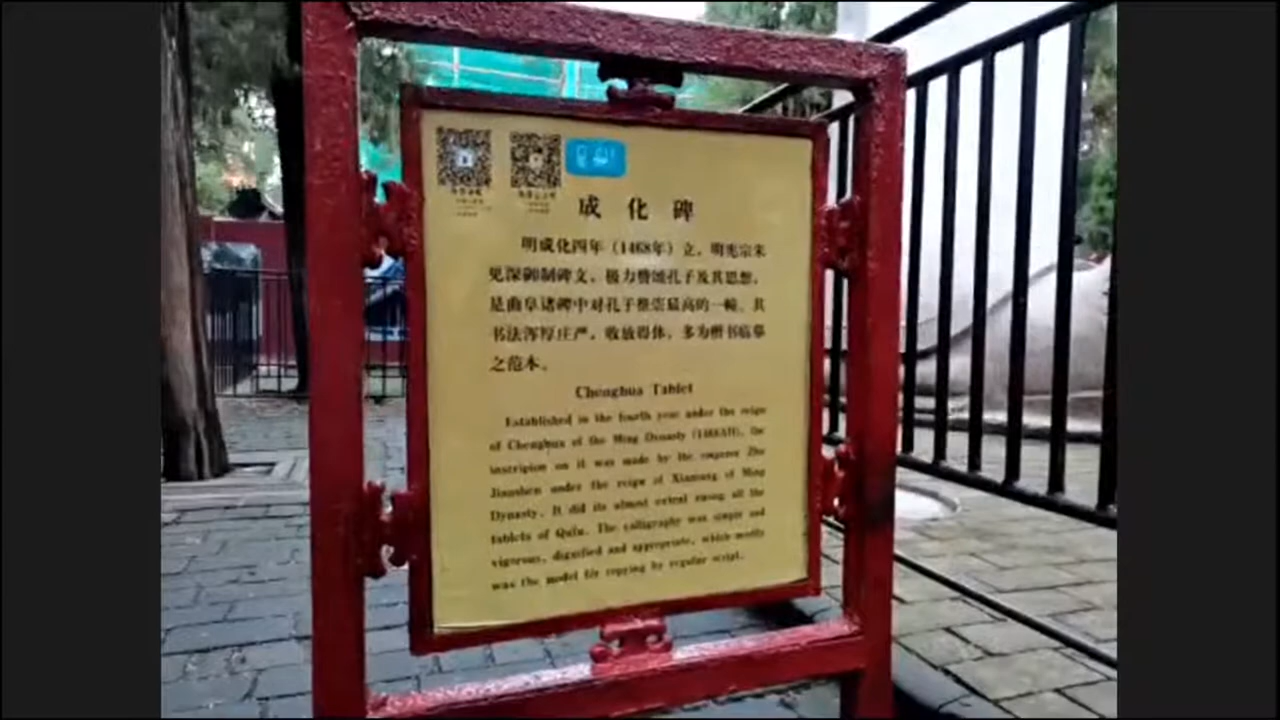 成化碑
明成化四年（1468年）立，明宪宗朱
见深御制碑文，极力赞颂孔子及其思想，
是曲阜诸碑中对孔子推崇最高的一幢。其
书法浑厚庄严，收放得体，多为楷书临摹
之范本。
Chenghua Tablet
Established in the fourth year under the reign
of Chenghua of the Ming Dynasty (1468AD), the
inscripion on it was made by the emperor Zhu
Jianshen under the reign of Xianzong of Ming
Dynasty. It did its almost extral among all the
tablets of Qufu. The calligraphy was simple and
vigorous, dignified and appropriate, which mostly
was the model for copying by regular script.